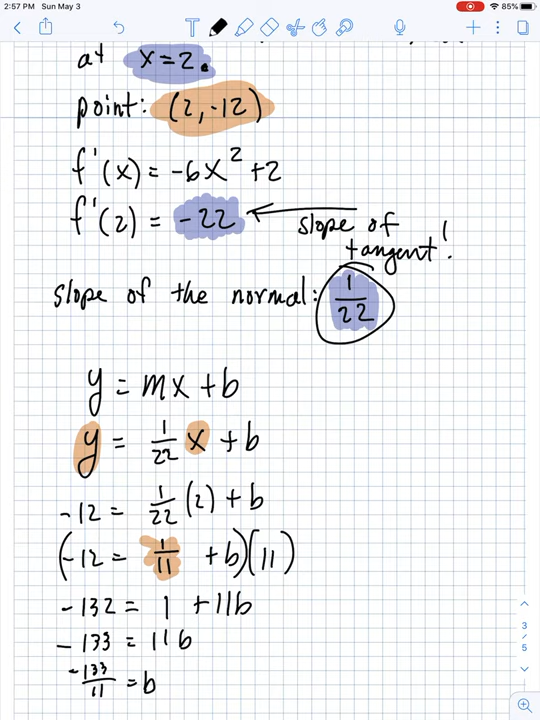 2:57 PM Sun May 3 85%
at x=2.
point: (2, -12)
f'(x) = -6x² + 2
f'(2) = -22 ← slope of tangent!
slope of the normal: 1/22
y = mx + b
y = 1/22 x + b
-12 = 1/22 (2) + b
(-12 = 1/11 + b)(11)
-132 = 1 + 11b
-133 = 11b
-133/11 = b
3/5